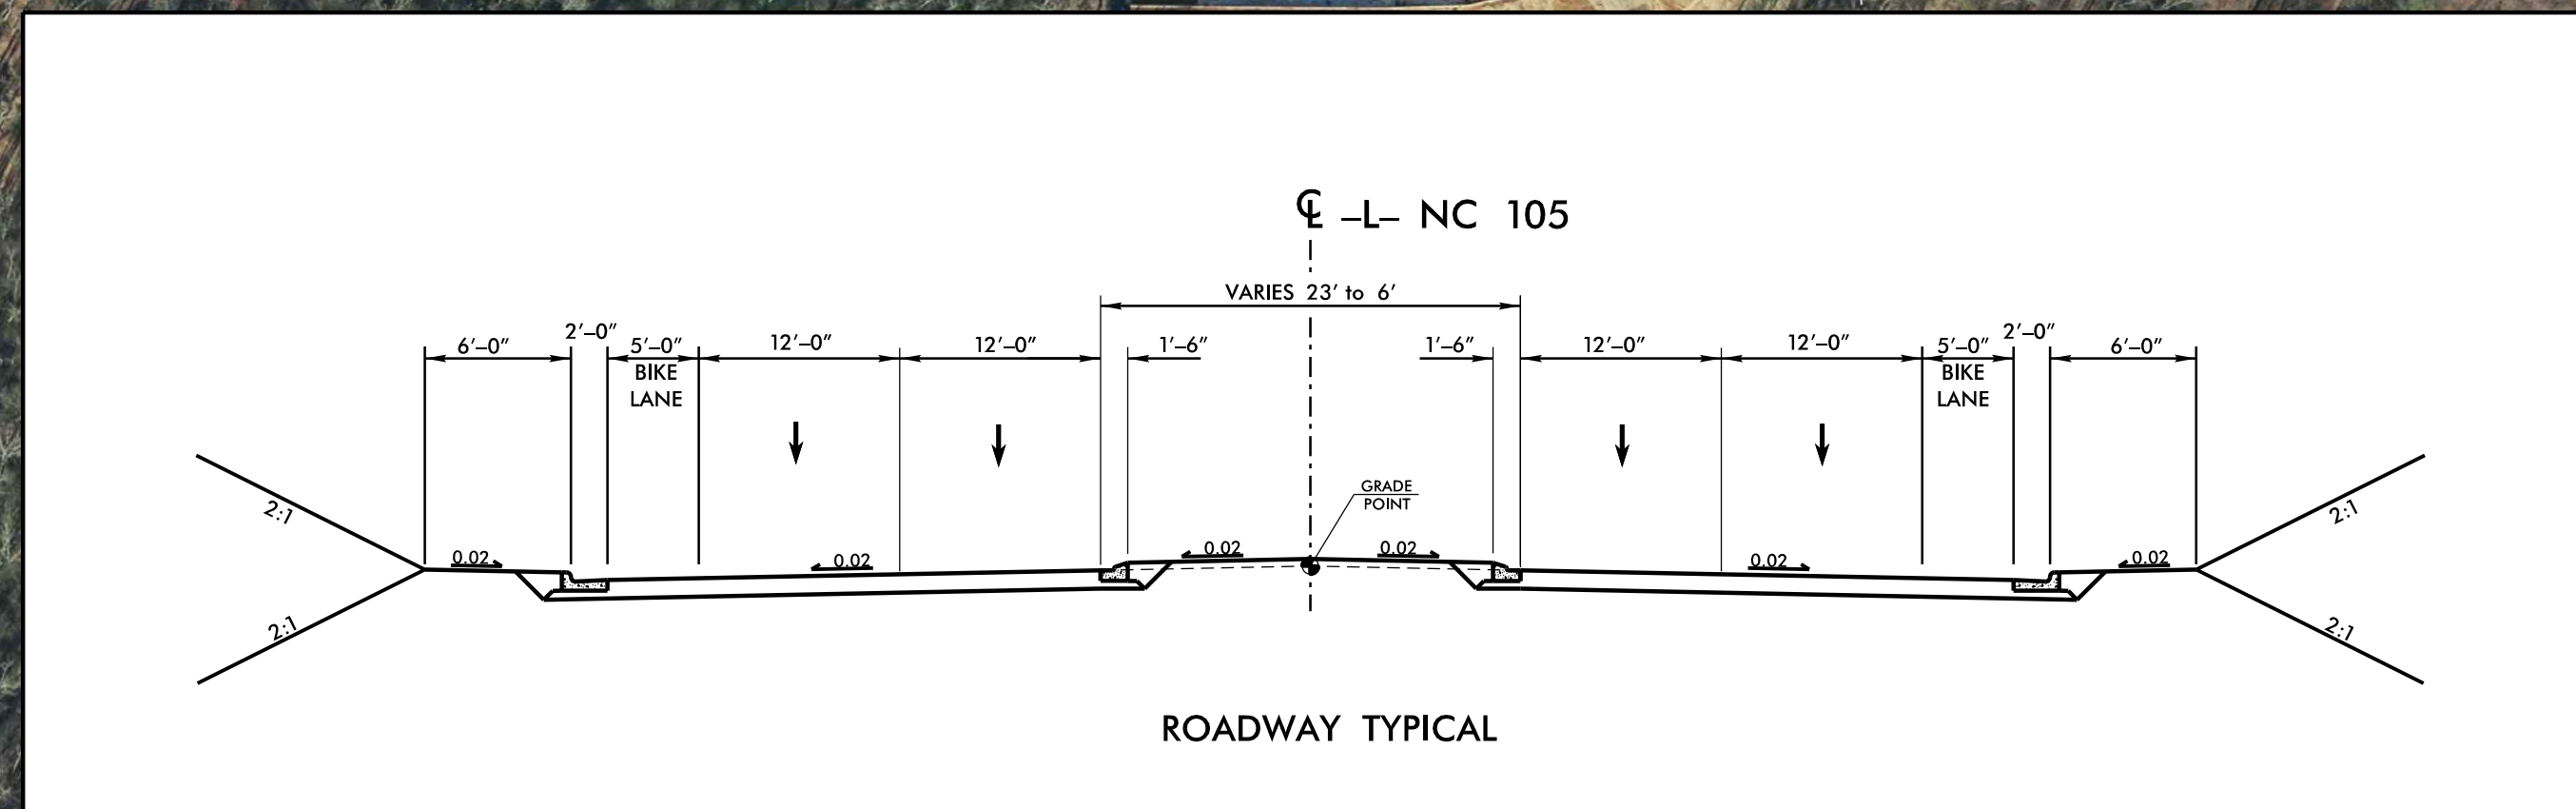 ℄ –L– NC 105
VARIES 23' to 6'
6'–0" 2'–0" 5'–0" 12'–0" 12'–0" 1'–6" 1'–6" 12'–0" 12'–0" 5'–0" 2'–0" 6'–0"
BIKE BIKE
LANE LANE
GRADE
POINT
2:1 2:1
0.02 0.02 0.02 0.02 0.02 0.02
2:1 2:1
ROADWAY TYPICAL